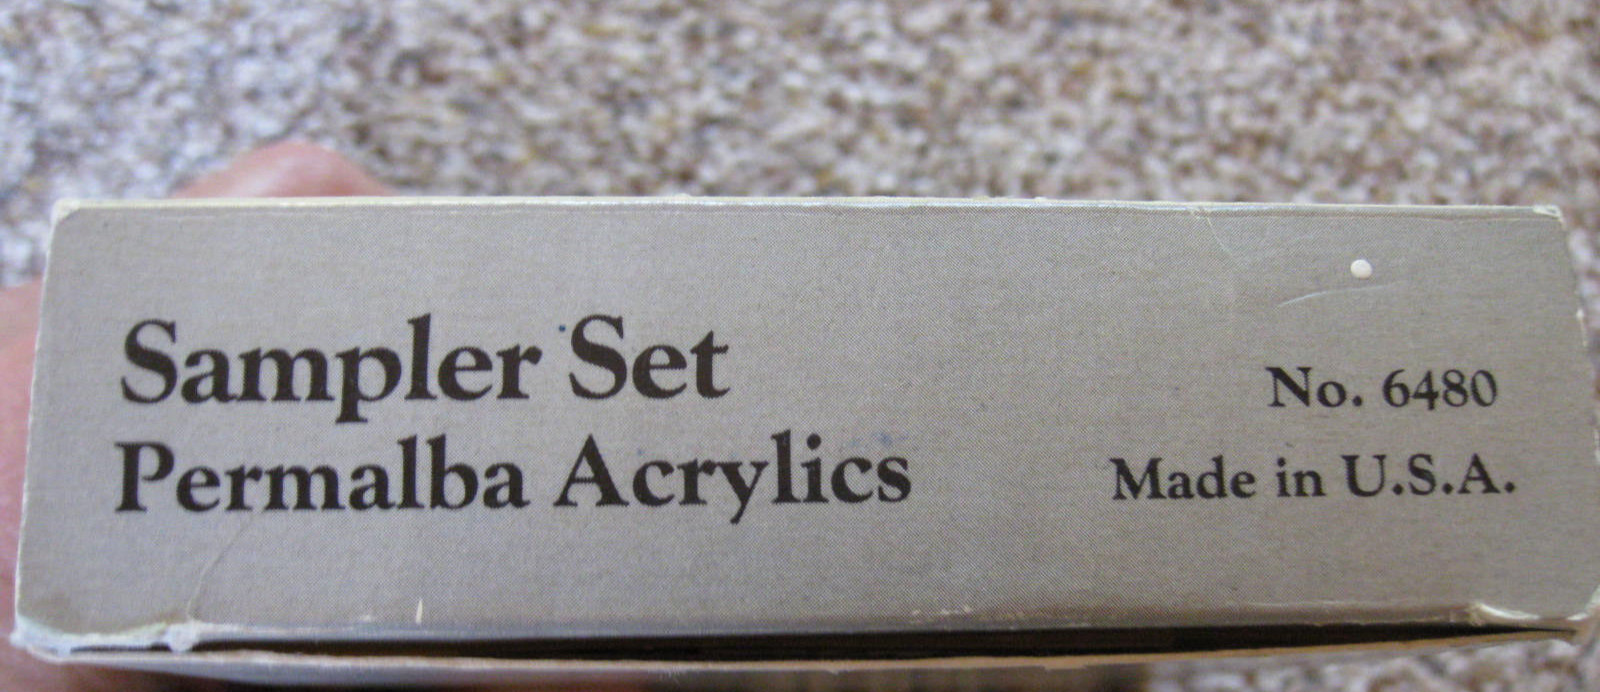 Sampler Set
Permalba Acrylics
No. 6480
Made in U.S.A.